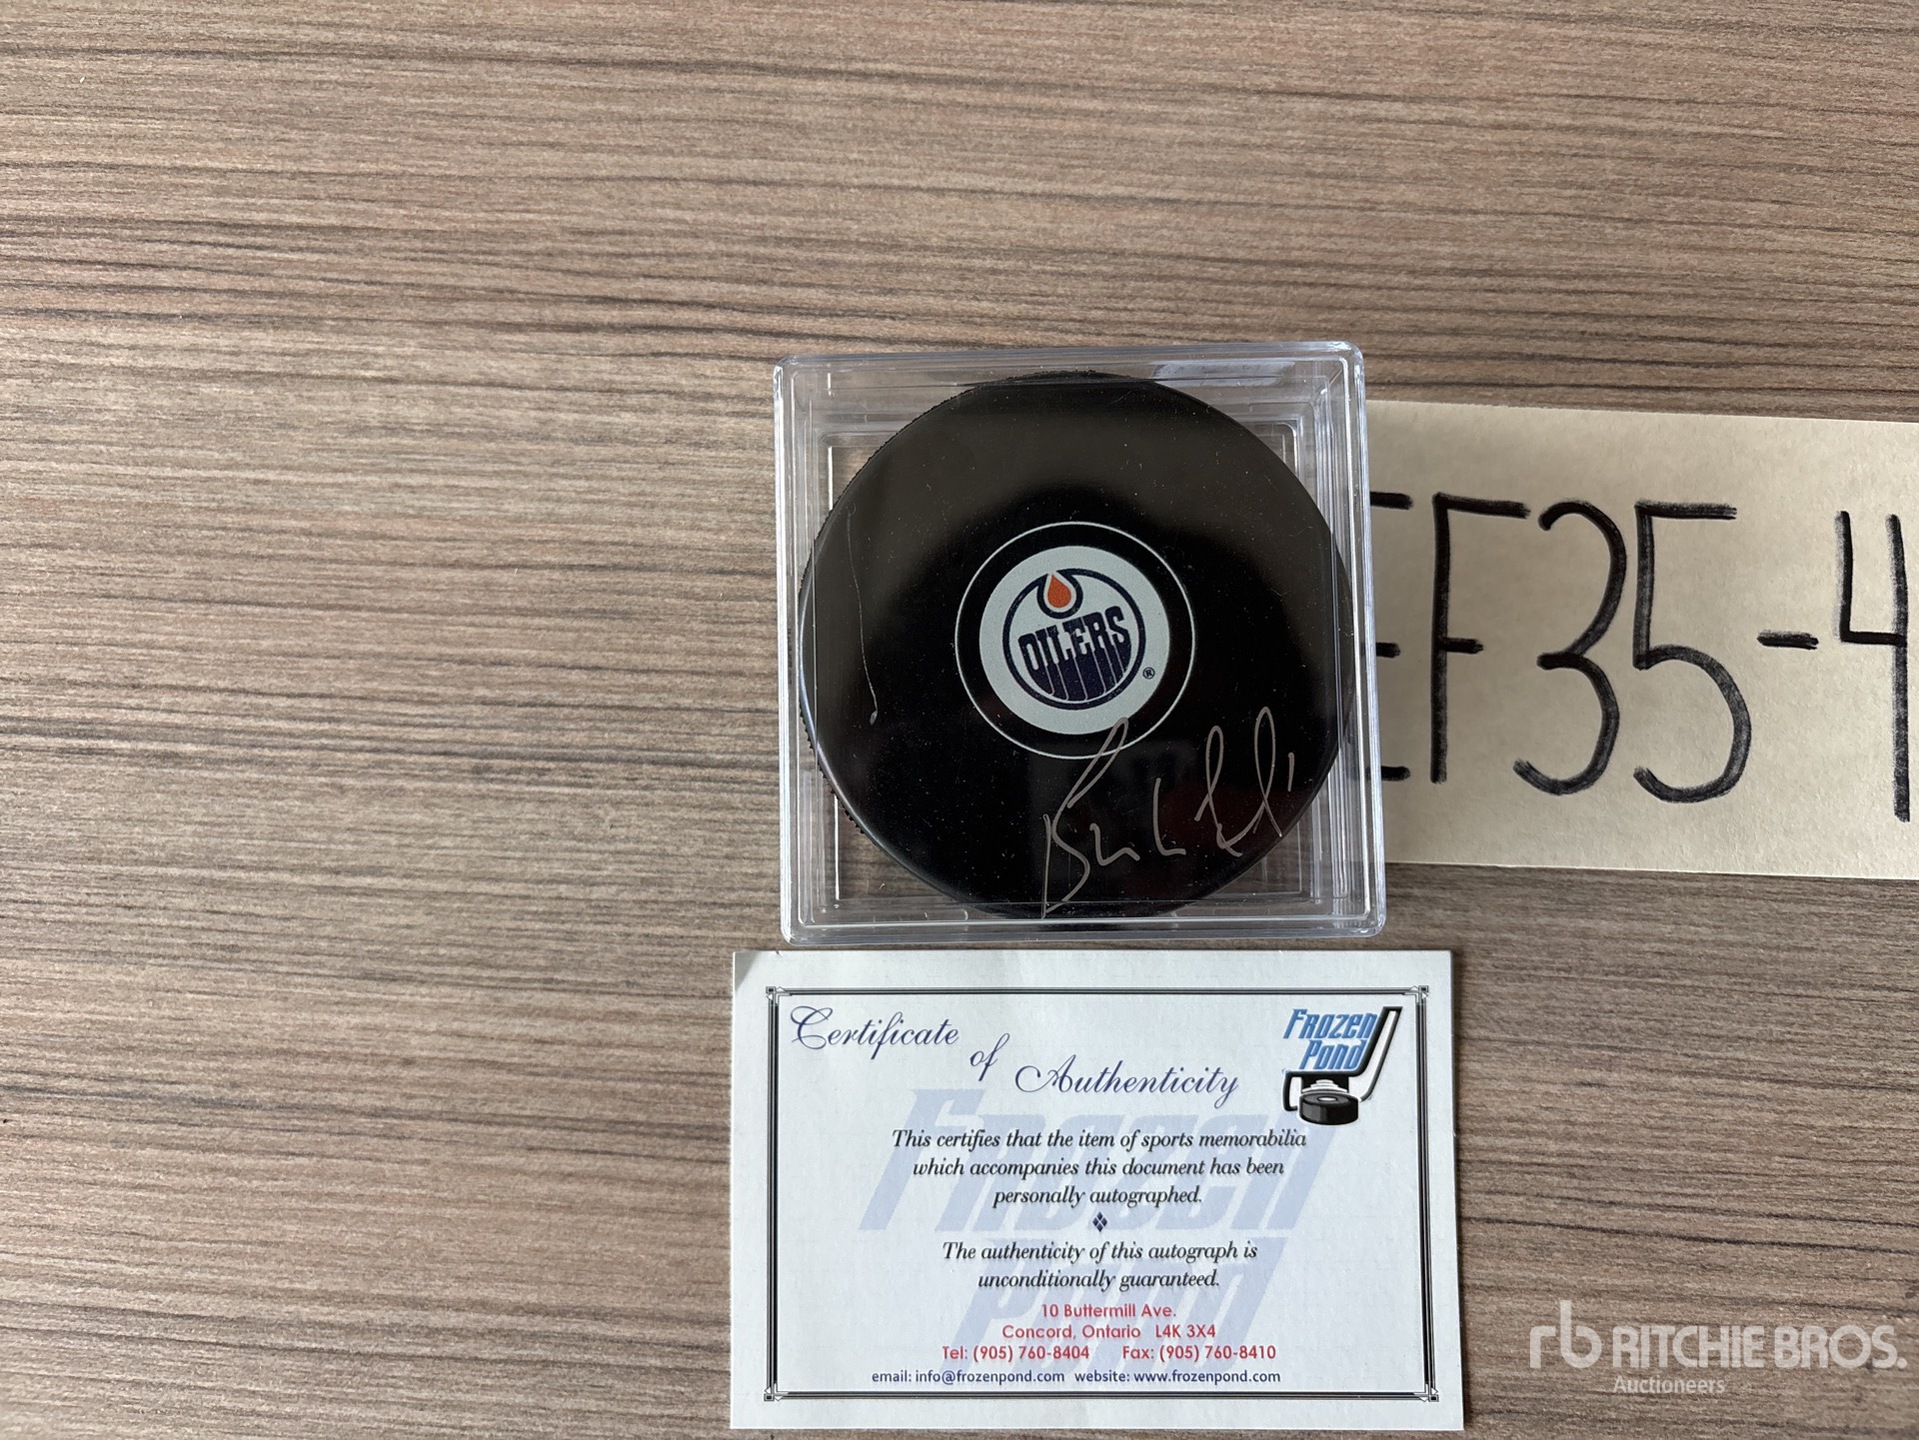 OILERS
®
EF35-4
Certificate
of
Authenticity
FROZEN
POND
This certifies that the item of sports memorabilia
which accompanies this document has been
personally autographed.
The authenticity of this autograph is
unconditionally guaranteed.
10 Buttermill Ave.
Concord, Ontario L4K 3X4
Tel: (905) 760-8404 Fax: (905) 760-8410
email: info@frozenpond.com website: www.frozenpond.com
FROZEN
POND
rb RITCHIE BROS.
Auctioneers